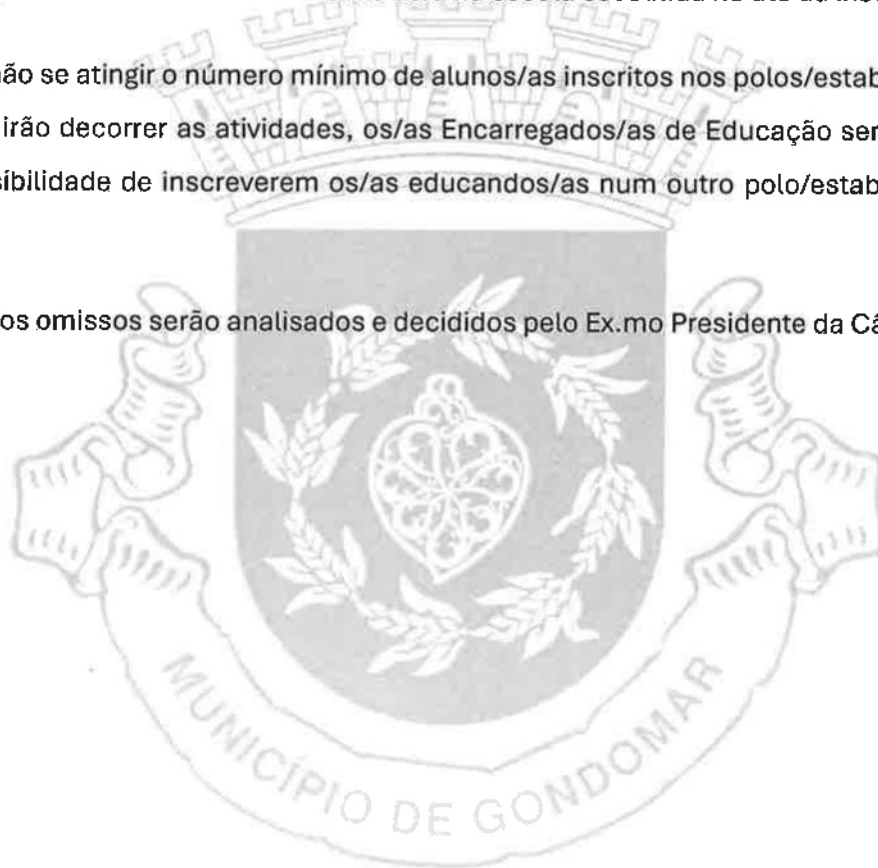 não se atingir o número mínimo de alunos/as inscritos nos polos/estab
irão decorrer as atividades, os/as Encarregados/as de Educação ser
sibilidade de inscreverem os/as educandos/as num outro polo/estab
os omissos serão analisados e decididos pelo Ex.mo Presidente da Câ
MUNICÍPIO DE GONDOMAR